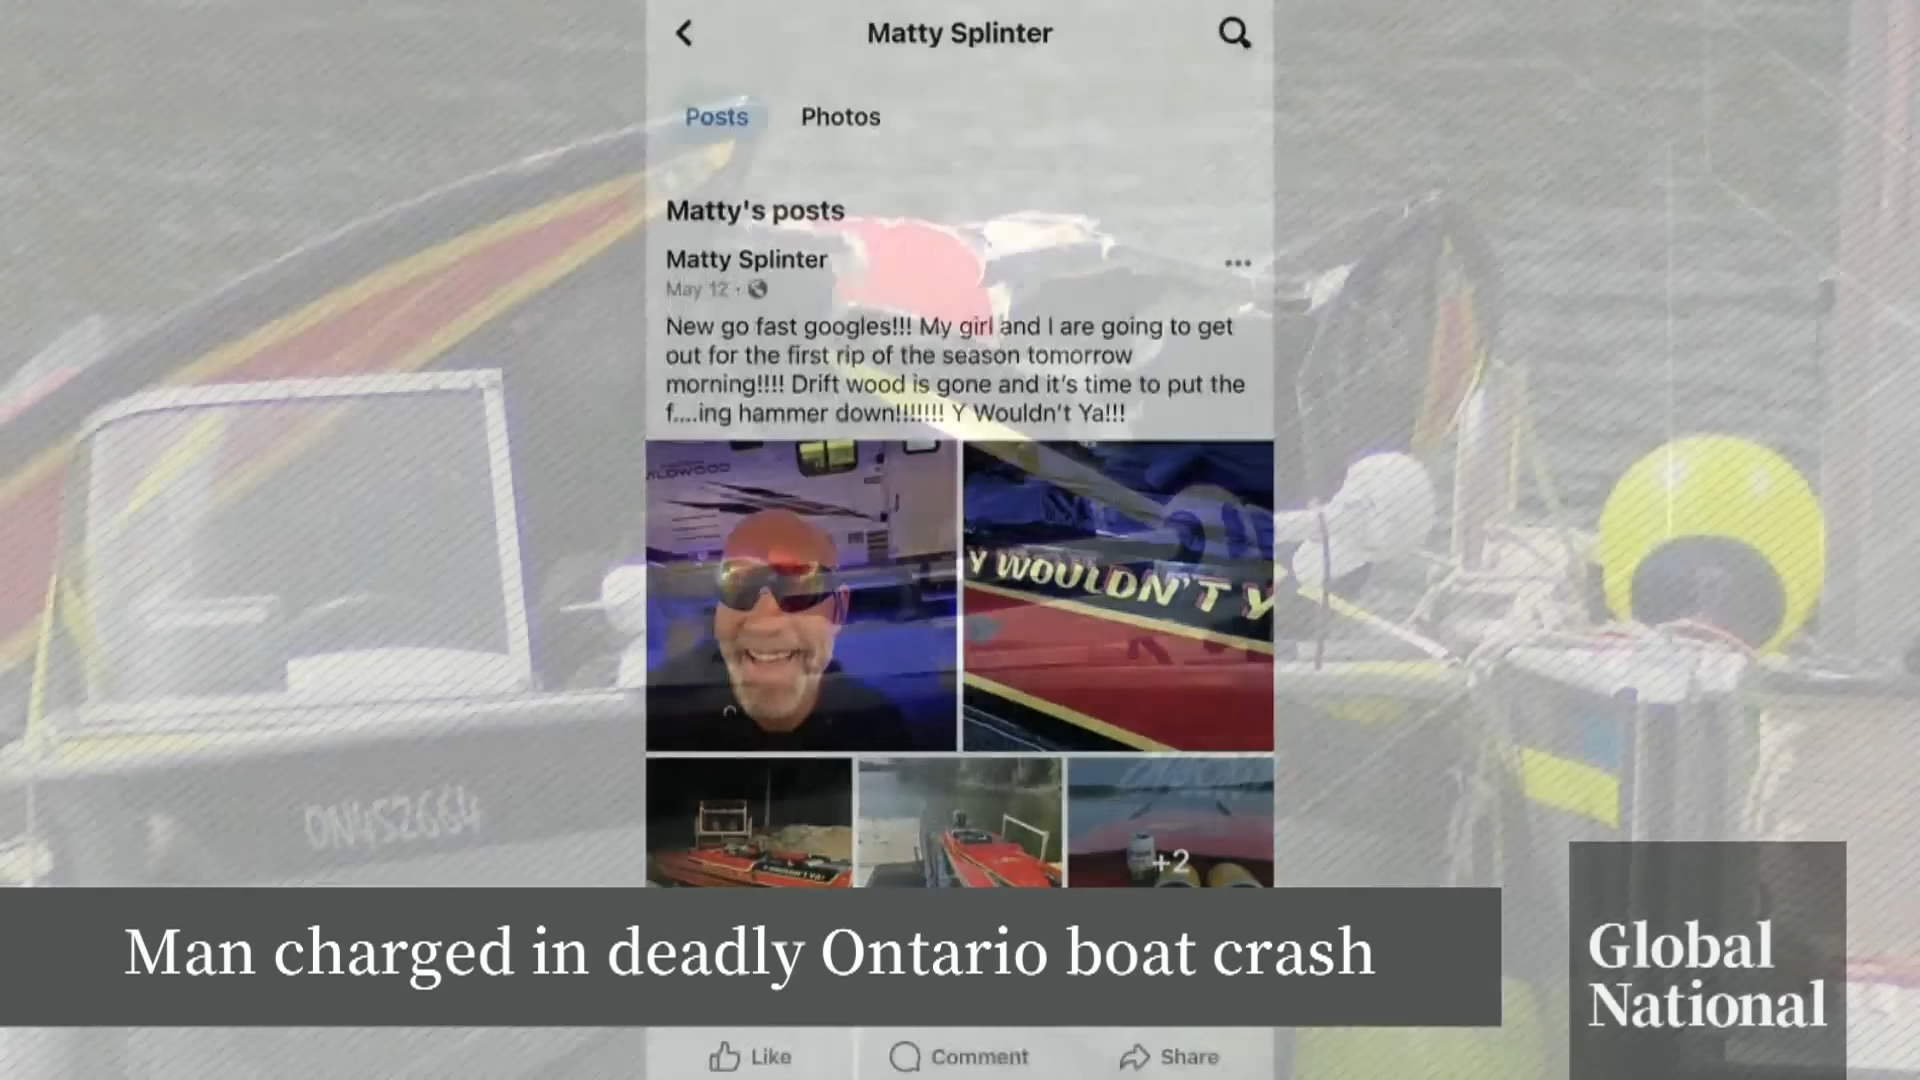 Matty Splinter
Posts
Photos
Matty's posts
Matty Splinter
May 12
New go fast googles!!! My girl and I are going to get
out for the first rip of the season tomorrow
morning!!!! Drift wood is gone and it's time to put the
f....ing hammer down!!!!!!! Y Wouldn't Ya!!!
Y WOULDN'T Y
+2
ON452664
Man charged in deadly Ontario boat crash
Global
National
Like
Comment
Share